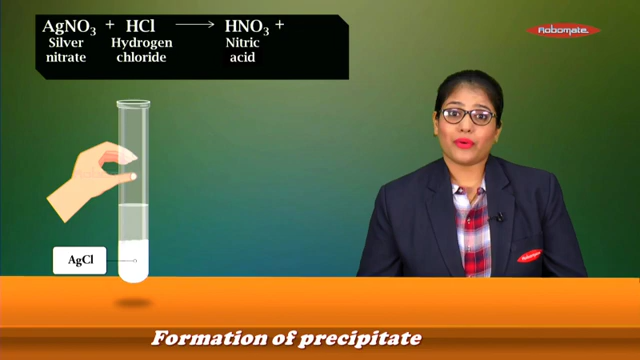 AgNO3 + HCl → HNO3 +
Silver nitrate Hydrogen chloride Nitric acid
Robomate+
AgCl
Formation of precipitate